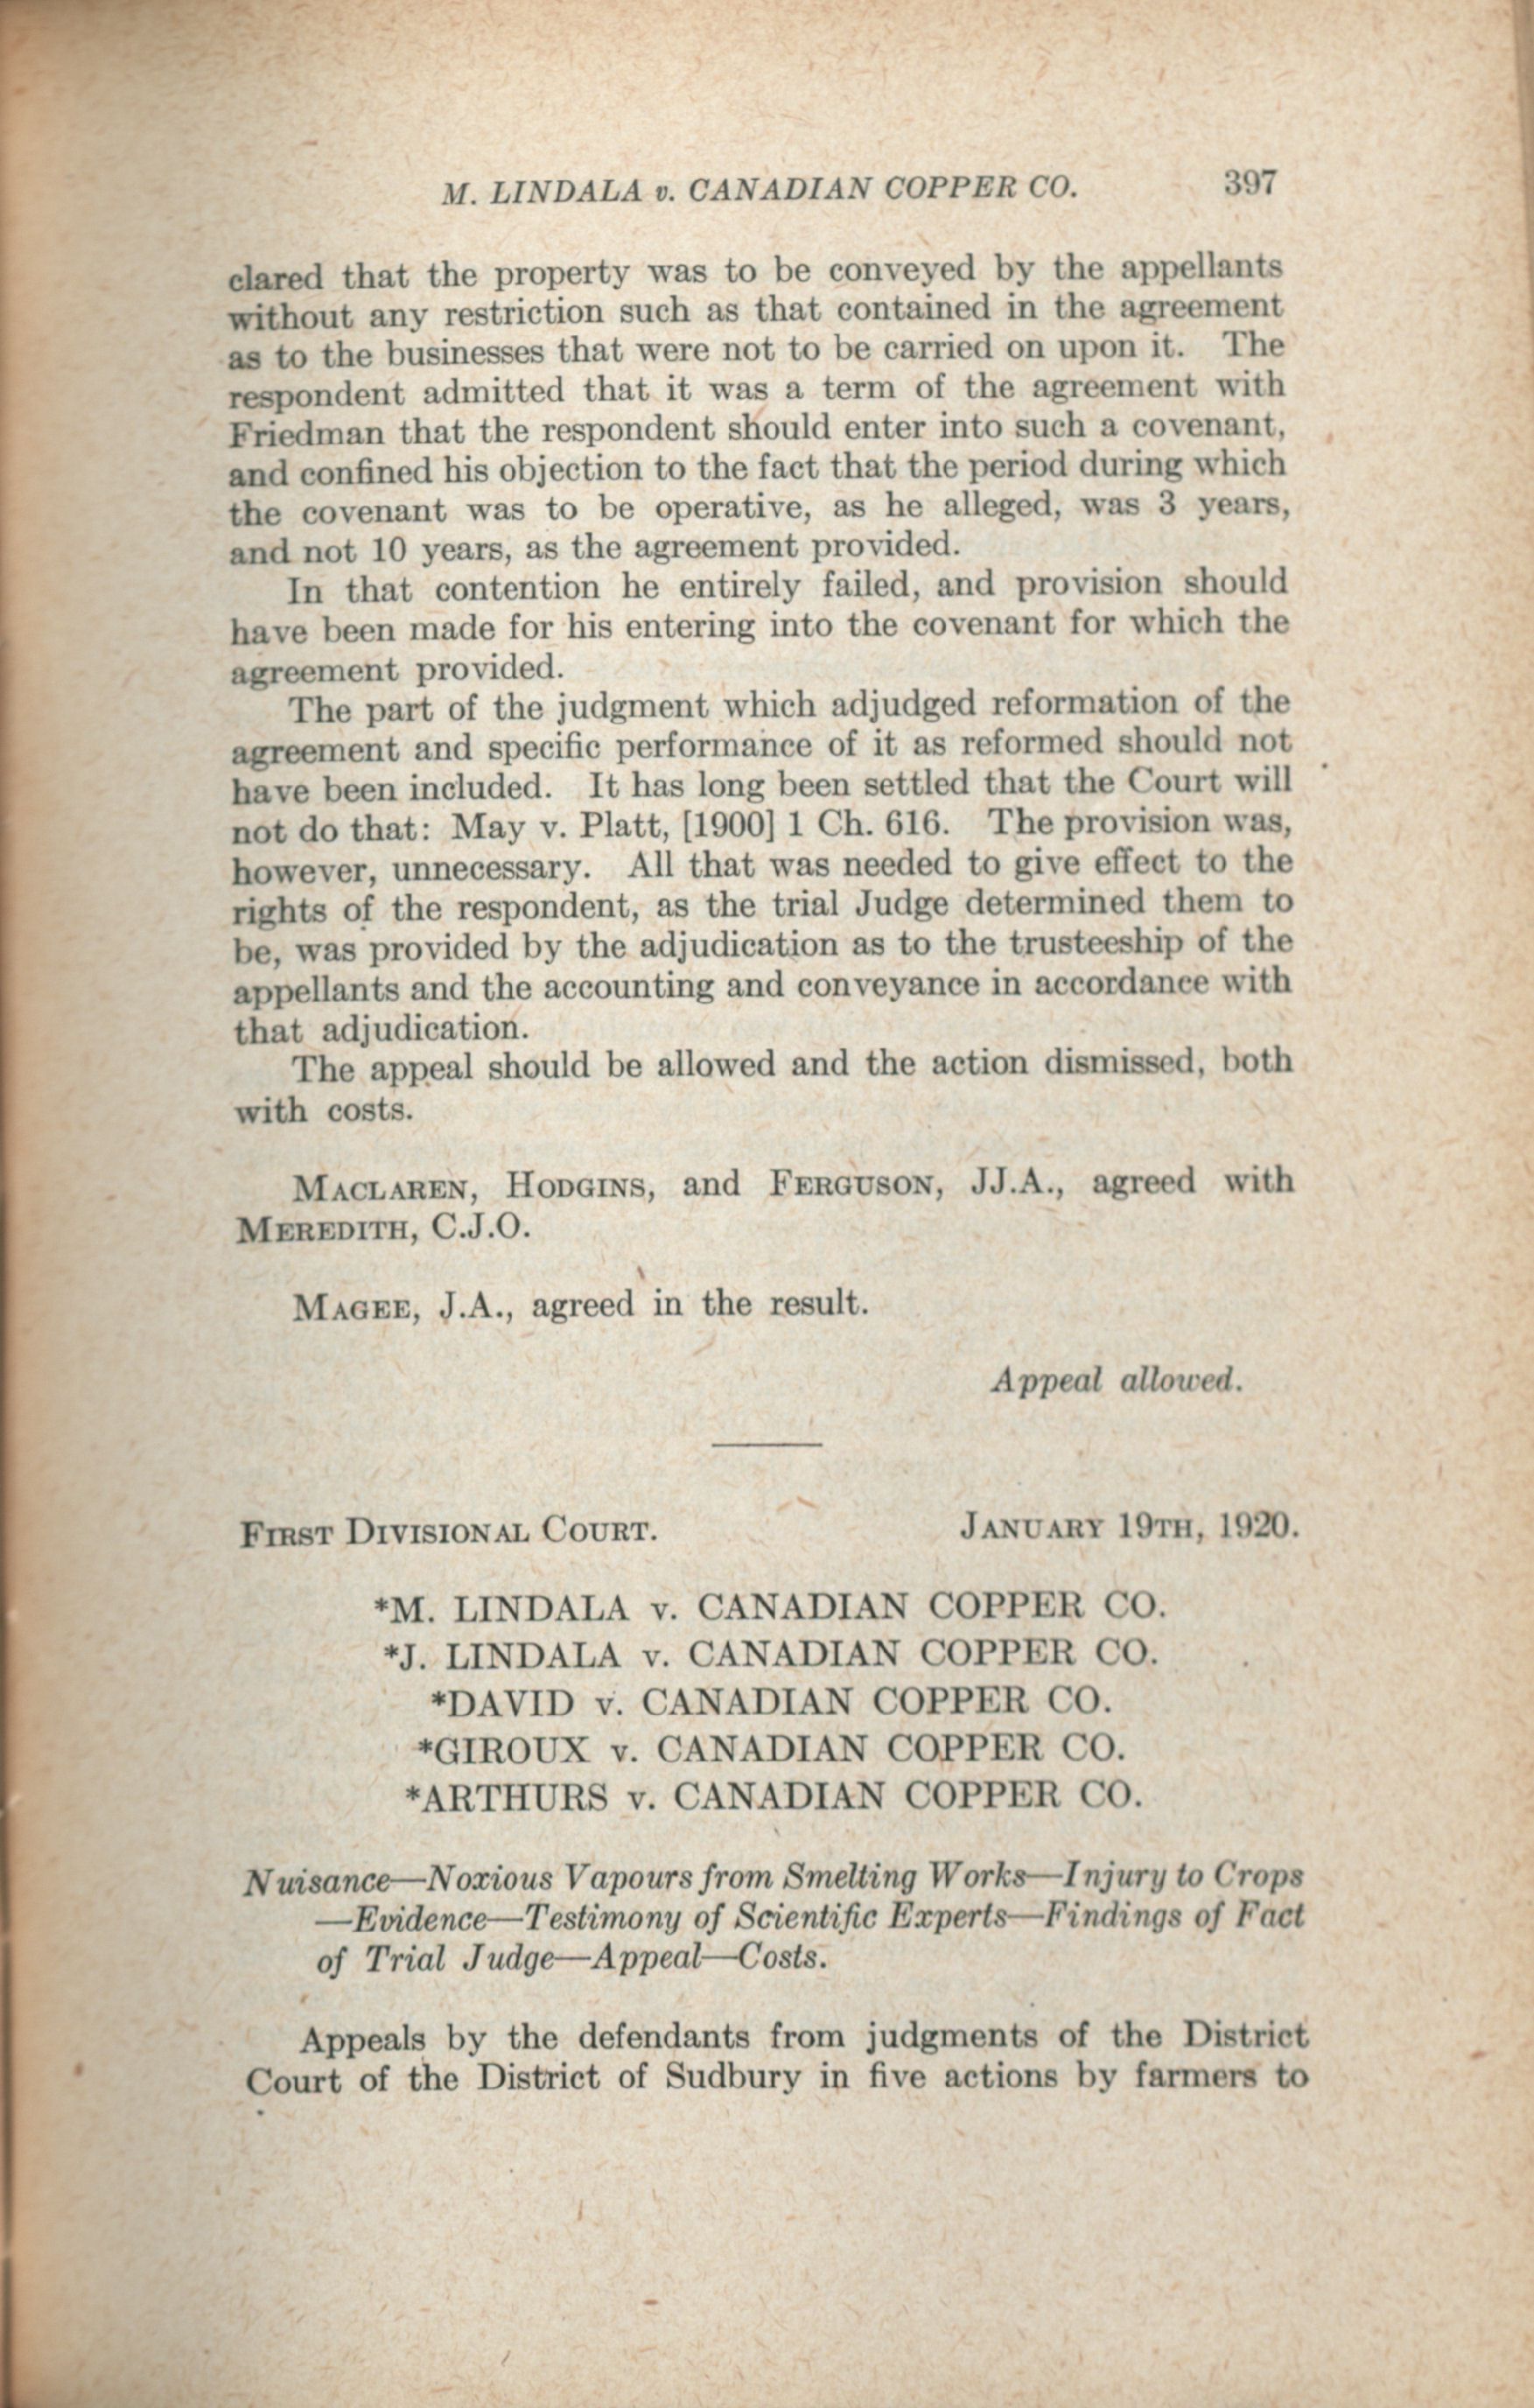 M. LINDALA v. CANADIAN COPPER CO. 397
clared that the property was to be conveyed by the appellants
without any restriction such as that contained in the agreement
as to the businesses that were not to be carried on upon it. The
respondent admitted that it was a term of the agreement with
Friedman that the respondent should enter into such a covenant,
and confined his objection to the fact that the period during which
the covenant was to be operative, as he alleged, was 3 years,
and not 10 years, as the agreement provided.
In that contention he entirely failed, and provision should
have been made for his entering into the covenant for which the
agreement provided.
The part of the judgment which adjudged reformation of the
agreement and specific performance of it as reformed should not
have been included. It has long been settled that the Court will
not do that: May v. Platt, [1900] 1 Ch. 616. The provision was,
however, unnecessary. All that was needed to give effect to the
rights of the respondent, as the trial Judge determined them to
be, was provided by the adjudication as to the trusteeship of the
appellants and the accounting and conveyance in accordance with
that adjudication.
The appeal should be allowed and the action dismissed, both
with costs.
MACLAREN, HODGINS, and FERGUSON, JJ.A., agreed with
MEREDITH, C.J.O.
MAGEE, J.A., agreed in the result.
Appeal allowed.
FIRST DIVISIONAL COURT. JANUARY 19TH, 1920.
*M. LINDALA v. CANADIAN COPPER CO.
*J. LINDALA v. CANADIAN COPPER CO.
*DAVID v. CANADIAN COPPER CO.
*GIROUX v. CANADIAN COPPER CO.
*ARTHURS v. CANADIAN COPPER CO.
Nuisance—Noxious Vapours from Smelting Works—Injury to Crops
—Evidence—Testimony of Scientific Experts—Findings of Fact
of Trial Judge—Appeal—Costs.
Appeals by the defendants from judgments of the District
Court of the District of Sudbury in five actions by farmers to